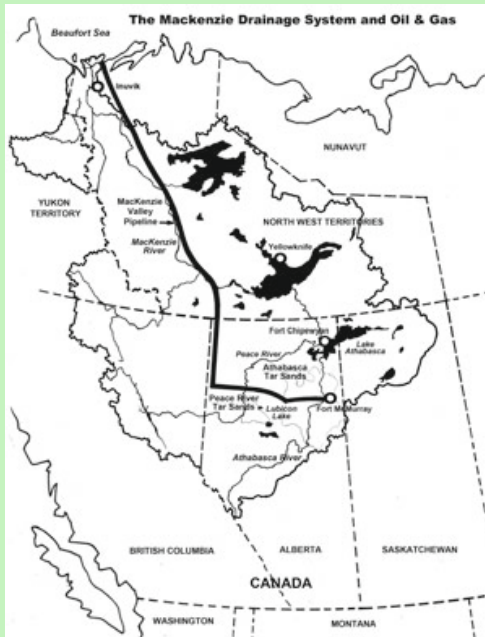 The Mackenzie Drainage System and Oil & Gas
Beaufort Sea
Inuvik
NUNAVUT
YUKON
TERRITORY
MacKenzie
Valley
Pipeline
MacKenzie
River
NORTH WEST TERRITORIES
Yellowknife
Fort Chipewyan
Lake
Athabasca
Peace River
Athabasca
Tar Sands
Peace River
Tar Sands
Lubicon
Lake
Fort McMurray
Athabasca River
BRITISH COLUMBIA
ALBERTA
SASKATCHEWAN
CANADA
WASHINGTON
MONTANA